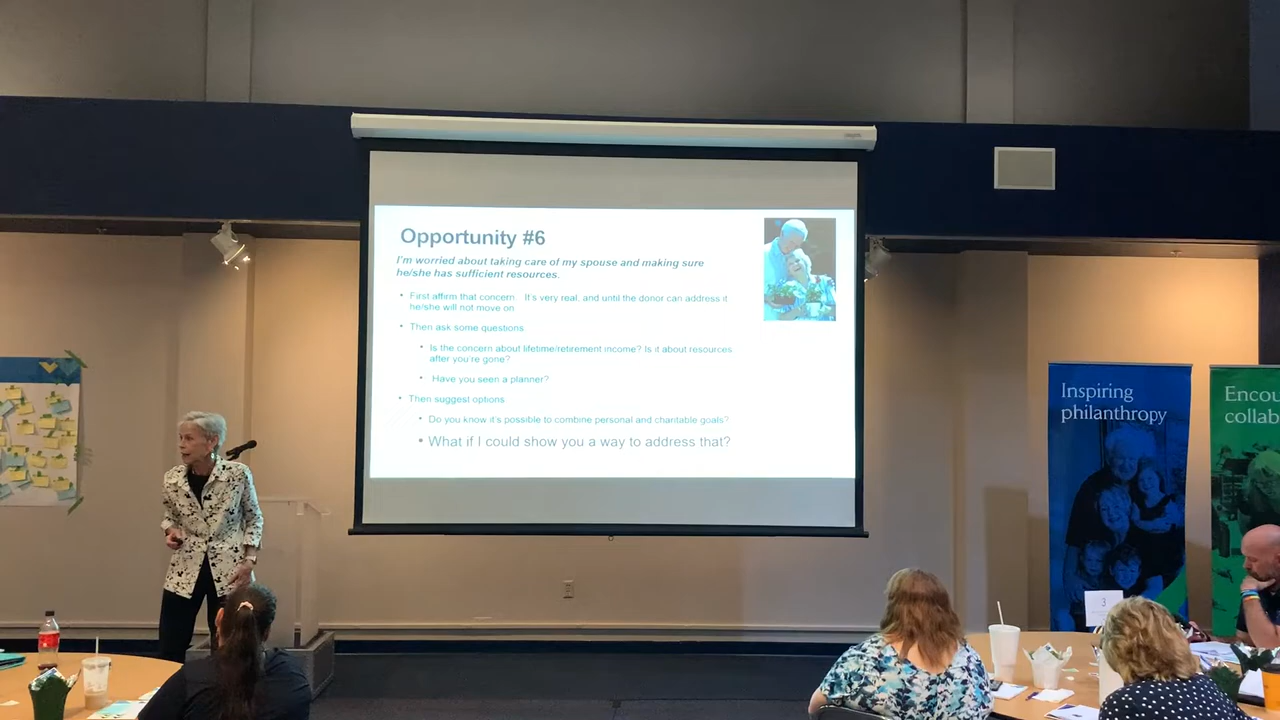 Opportunity #6
I'm worried about taking care of my spouse and making sure
he/she has sufficient resources.
• First affirm that concern. It's very real, and until the donor can address it
he/she will not move on
• Then ask some questions
• Is the concern about lifetime/retirement income? Is it about resources
after you're gone?
• Have you seen a planner?
• Then suggest options
• Do you know it's possible to combine personal and charitable goals?
• What if I could show you a way to address that?
Inspiring
philanthropy
Encou
collab
3